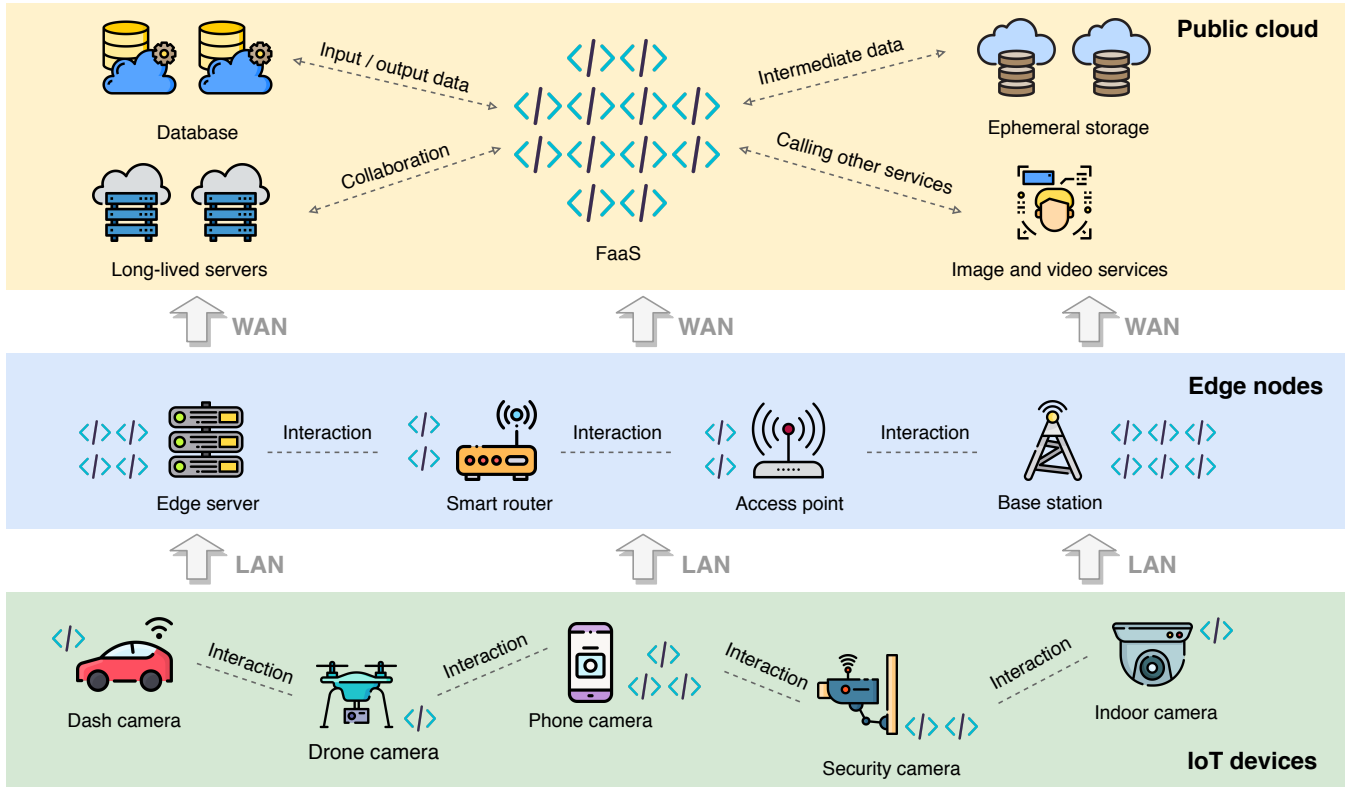 Public cloud
Input / output data
Intermediate data
Database
Ephemeral storage
Collaboration
Calling other services
Long-lived servers
FaaS
Image and video services
WAN
WAN
WAN
Edge nodes
Interaction
Interaction
Interaction
Edge server
Smart router
Access point
Base station
LAN
LAN
LAN
Interaction
Interaction
Interaction
Interaction
Dash camera
Drone camera
Phone camera
Security camera
Indoor camera
IoT devices